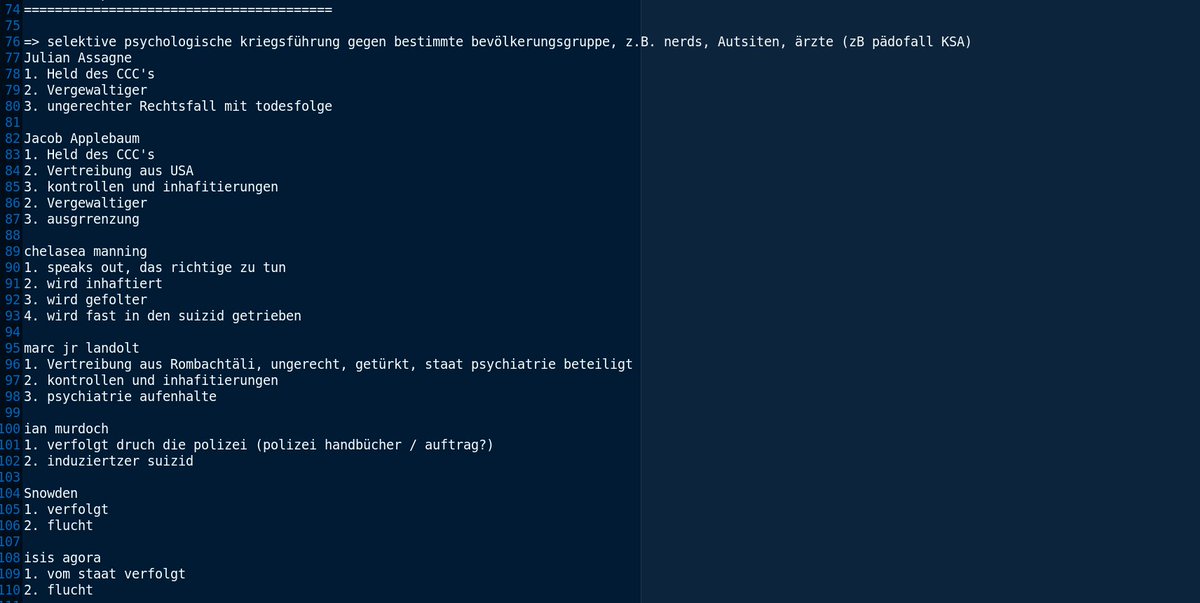 74 ========================================
75
76 => selektive psychologische kriegsführung gegen bestimmte bevölkerungsgruppe, z.B. nerds, Autsiten, ärzte (zB pädofall KSA)
77 Julian Assagne
78 1. Held des CCC's
79 2. Vergewaltiger
80 3. ungerechter Rechtsfall mit todesfolge
81
82 Jacob Applebaum
83 1. Held des CCC's
84 2. Vertreibung aus USA
85 3. kontrollen und inhafitierungen
86 2. Vergewaltiger
87 3. ausgrrenzung
88
89 chelasea manning
90 1. speaks out, das richtige zu tun
91 2. wird inhaftiert
92 3. wird gefolter
93 4. wird fast in den suizid getrieben
94
95 marc jr landolt
96 1. Vertreibung aus Rombachtäli, ungerecht, getürkt, staat psychiatrie beteiligt
97 2. kontrollen und inhafitierungen
98 3. psychiatrie aufenhalte
99
100 ian murdoch
101 1. verfolgt druch die polizei (polizei handbücher / auftrag?)
102 2. induziertzer suizid
103
104 Snowden
105 1. verfolgt
106 2. flucht
107
108 isis agora
109 1. vom staat verfolgt
110 2. flucht